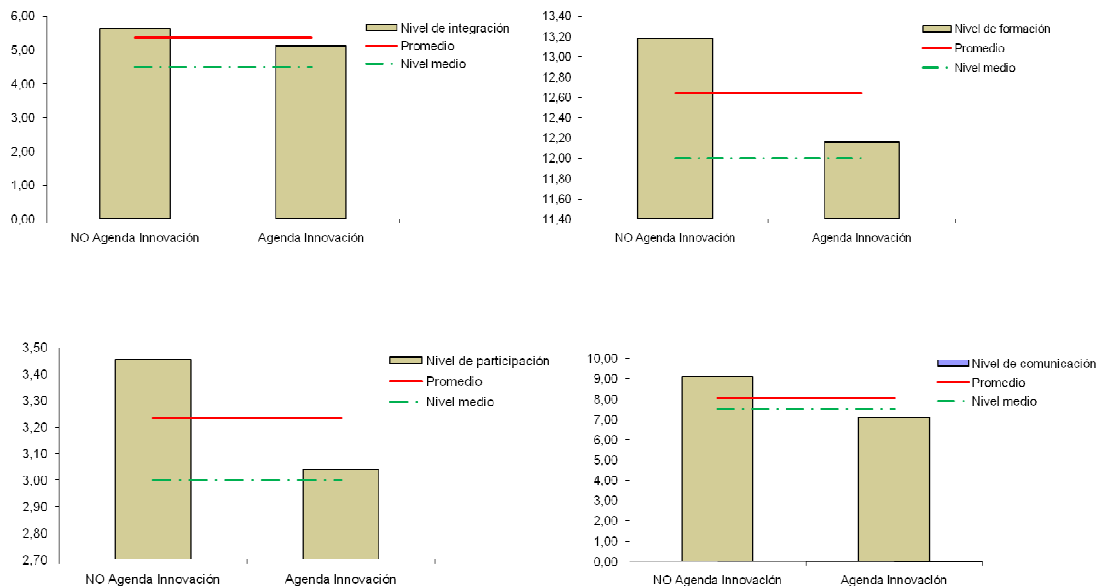 6,00
5,00
4,00
3,00
2,00
1,00
0,00
NO Agenda Innovación
Agenda Innovación
Nivel de integración
Promedio
Nivel medio
13,40
13,20
13,00
12,80
12,60
12,40
12,20
12,00
11,80
11,60
11,40
NO Agenda Innovación
Agenda Innovación
Nivel de formación
Promedio
Nivel medio
3,50
3,40
3,30
3,20
3,10
3,00
2,90
2,80
2,70
NO Agenda Innovación
Agenda Innovación
Nivel de participación
Promedio
Nivel medio
10,00
9,00
8,00
7,00
6,00
5,00
4,00
3,00
2,00
1,00
0,00
NO Agenda Innovación
Agenda Innovación
Nivel de comunicación
Promedio
Nivel medio